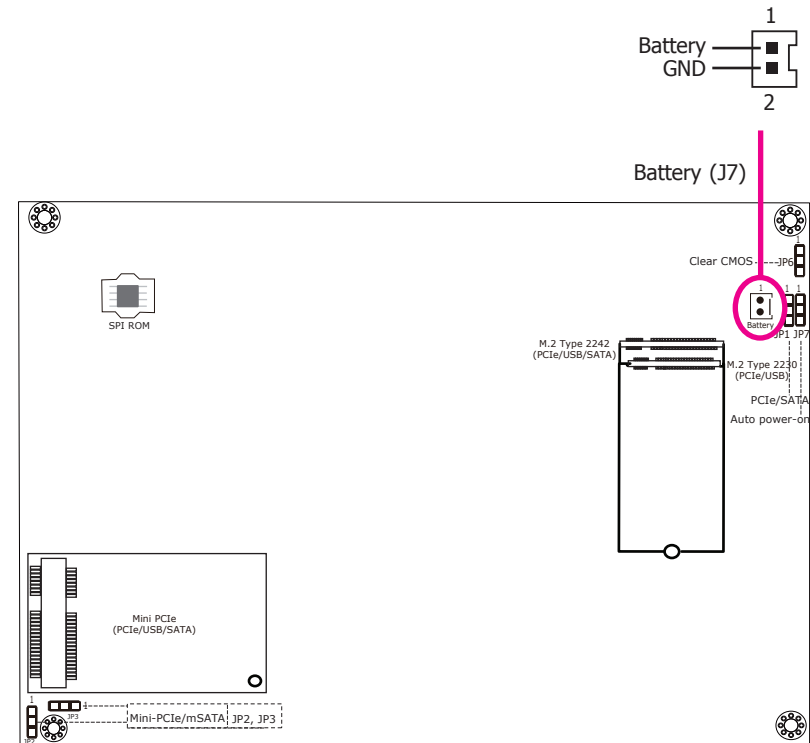 1
Battery
GND
2
Battery (J7)
1
Clear CMOS
JP6
1
1
1
Battery
JP1
JP7
SPI ROM
M.2 Type 2242
(PCIe/USB/SATA)
M.2 Type 2230
(PCIe/USB)
PCIe/SATA
Auto power-on
Mini PCIe
(PCIe/USB/SATA)
1
1
JP3
Mini-PCIe/mSATA
JP2, JP3
JP2